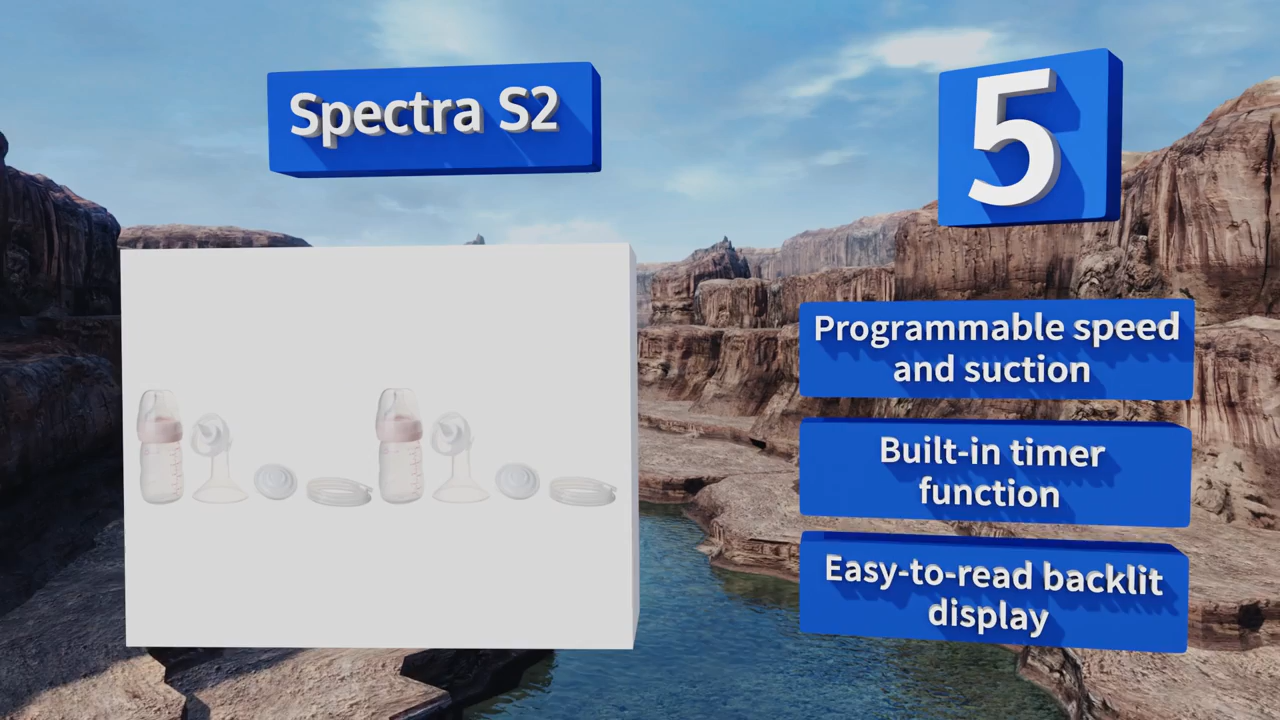 Spectra S2
5
Programmable speed
and suction
Built-in timer
function
Easy-to-read backlit
display